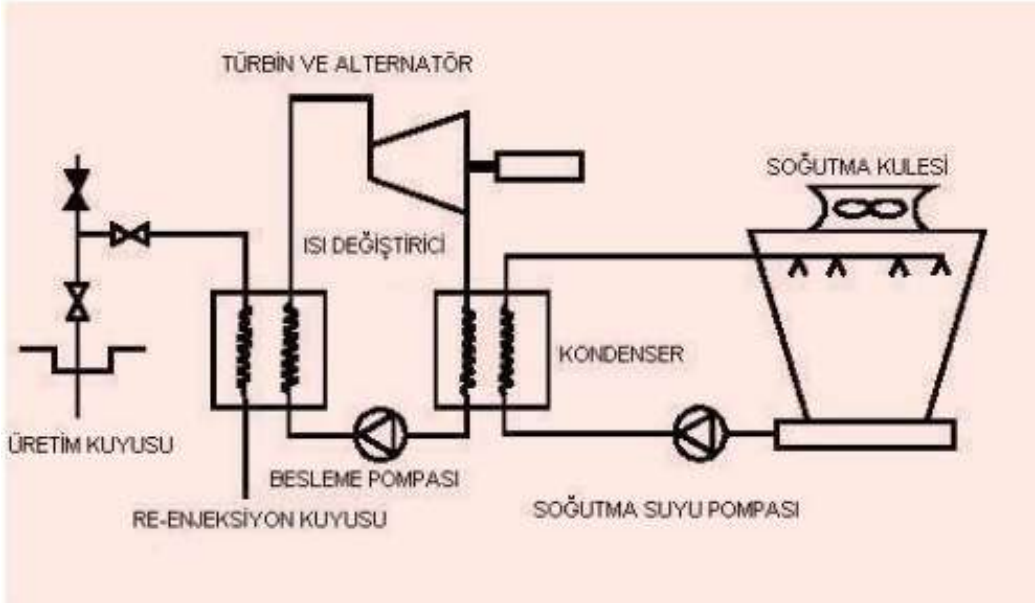 TÜRBİN VE ALTERNATÖR
SOĞUTMA KULESİ
ISI DEĞİŞTİRİCİ
KONDENSER
ÜRETİM KUYUSU
BESLEME POMPASI
SOĞUTMA SUYU POMPASI
RE-ENJEKSİYON KUYUSU